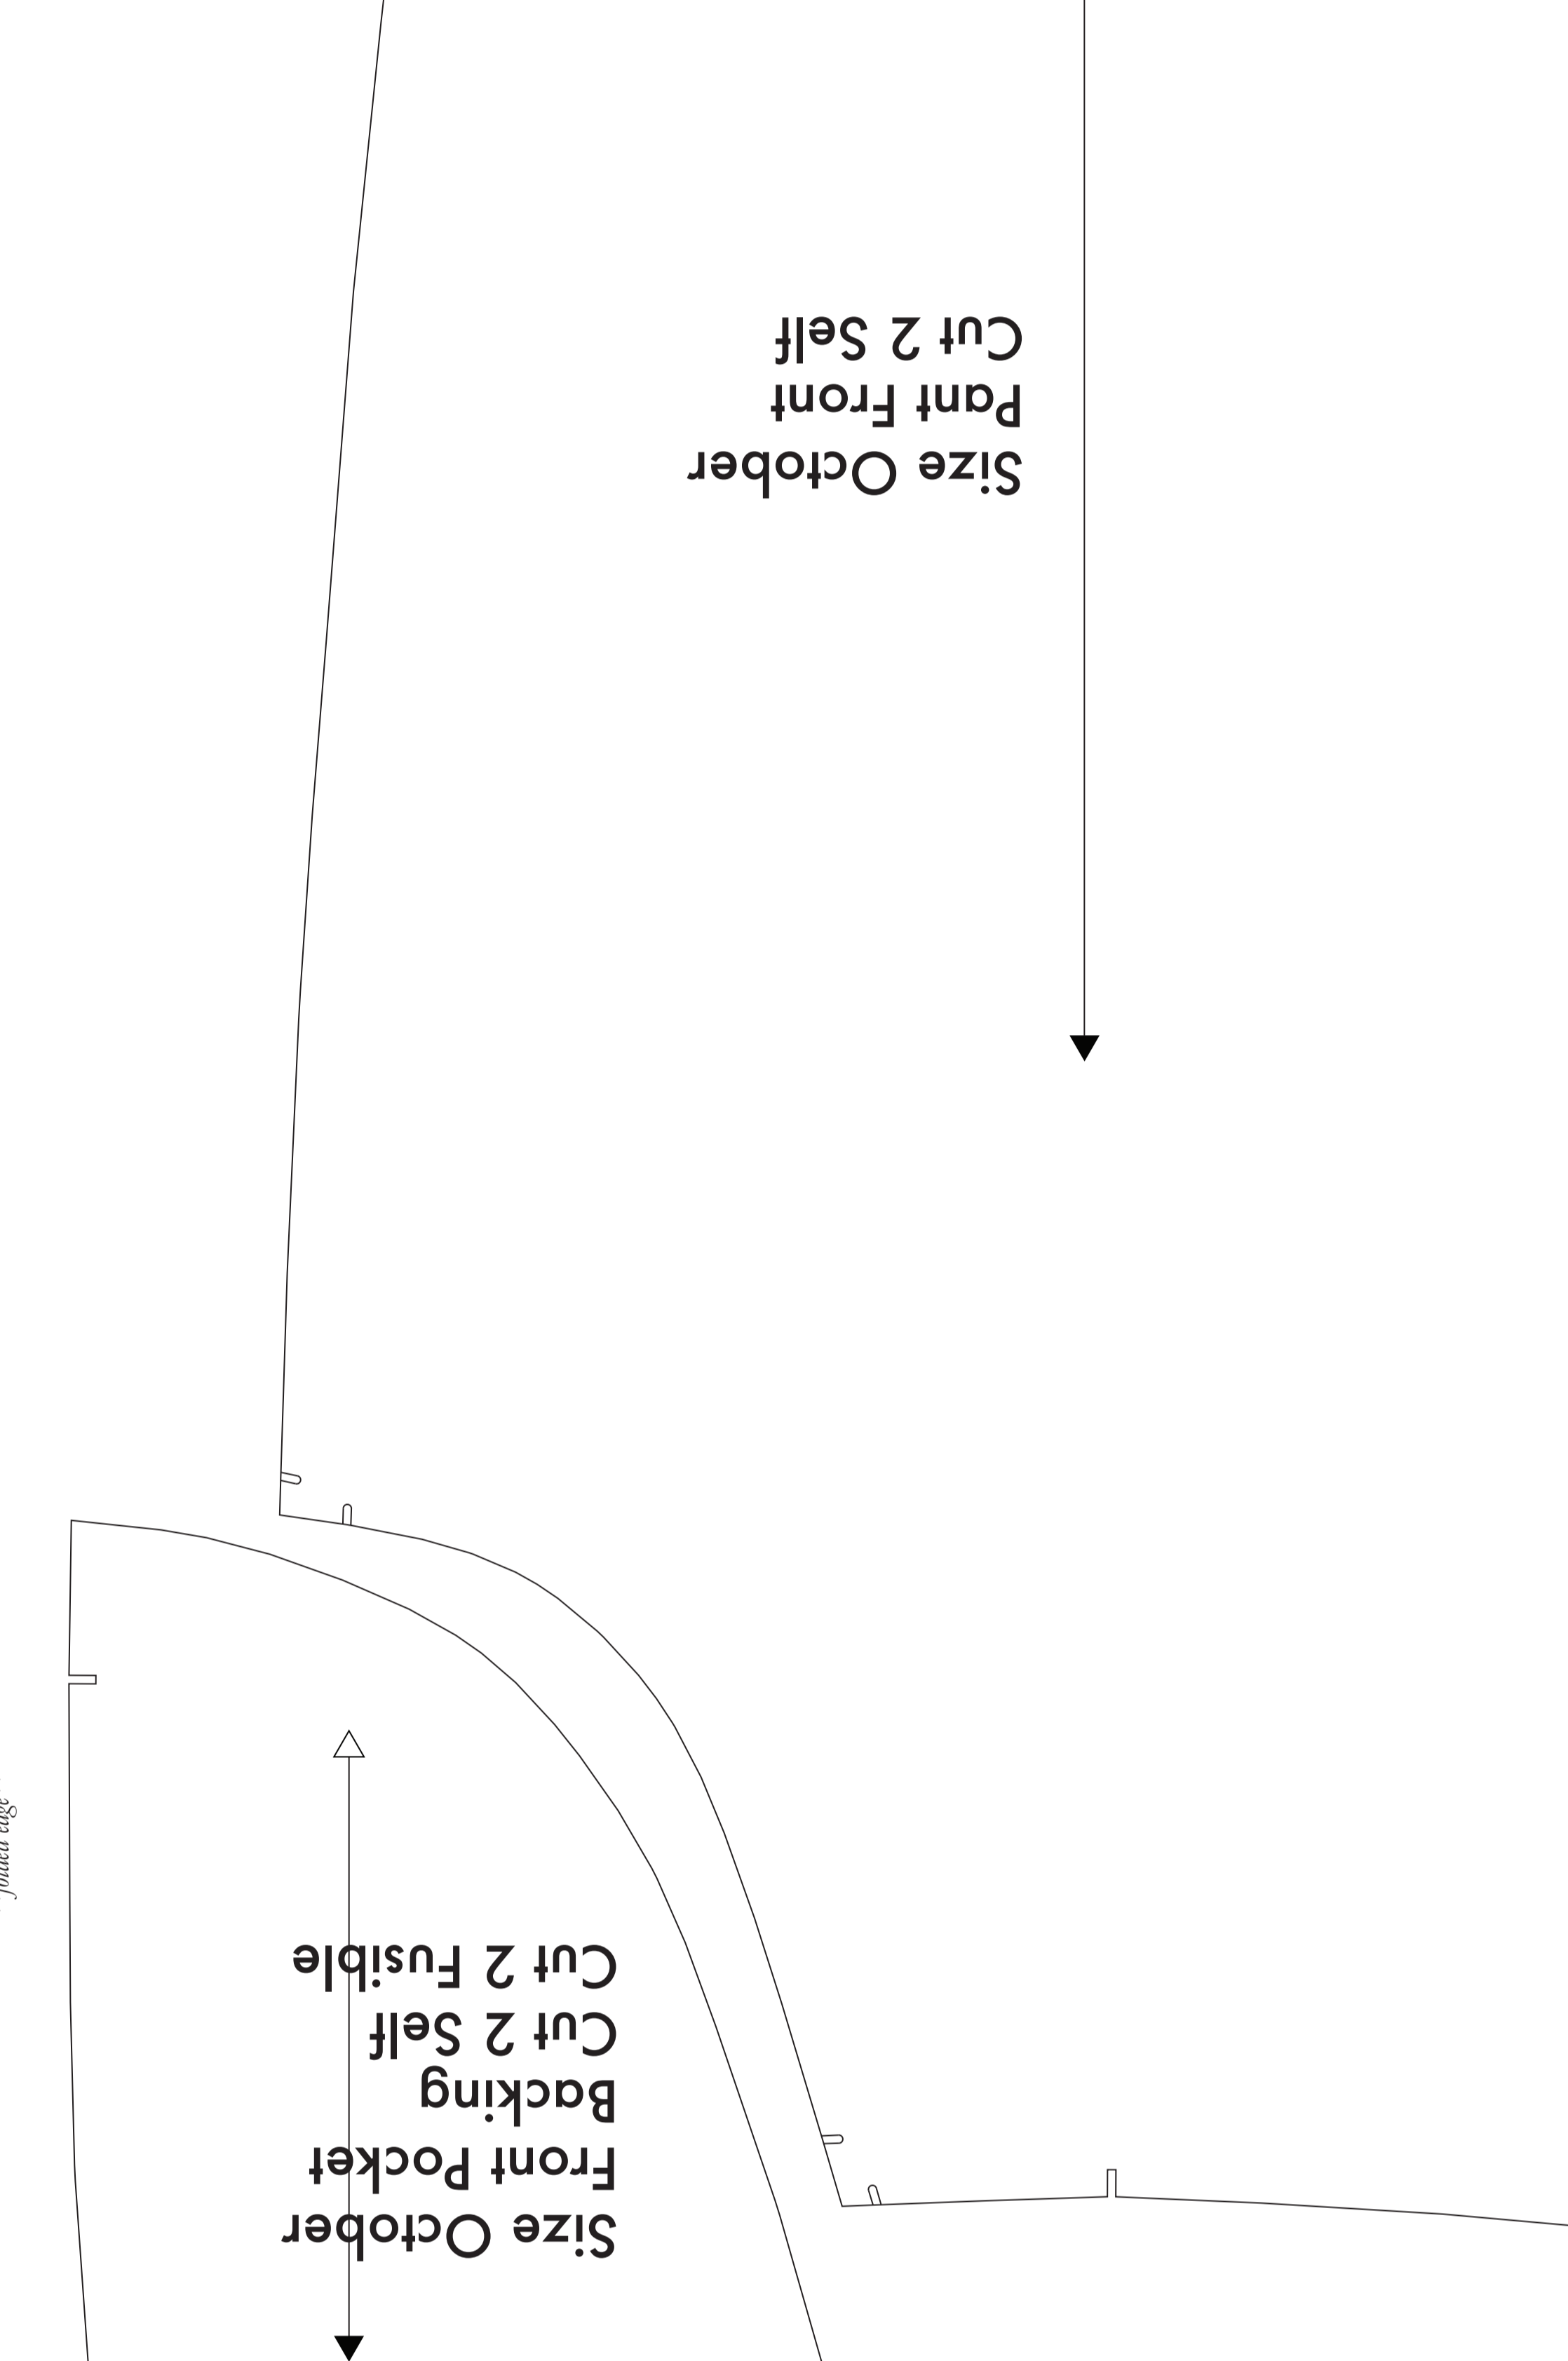 Size October
Pant Front
Cut 2 Self
Size October
Front Pocket
Backing
Cut 2 Self
Cut 2 Fusible